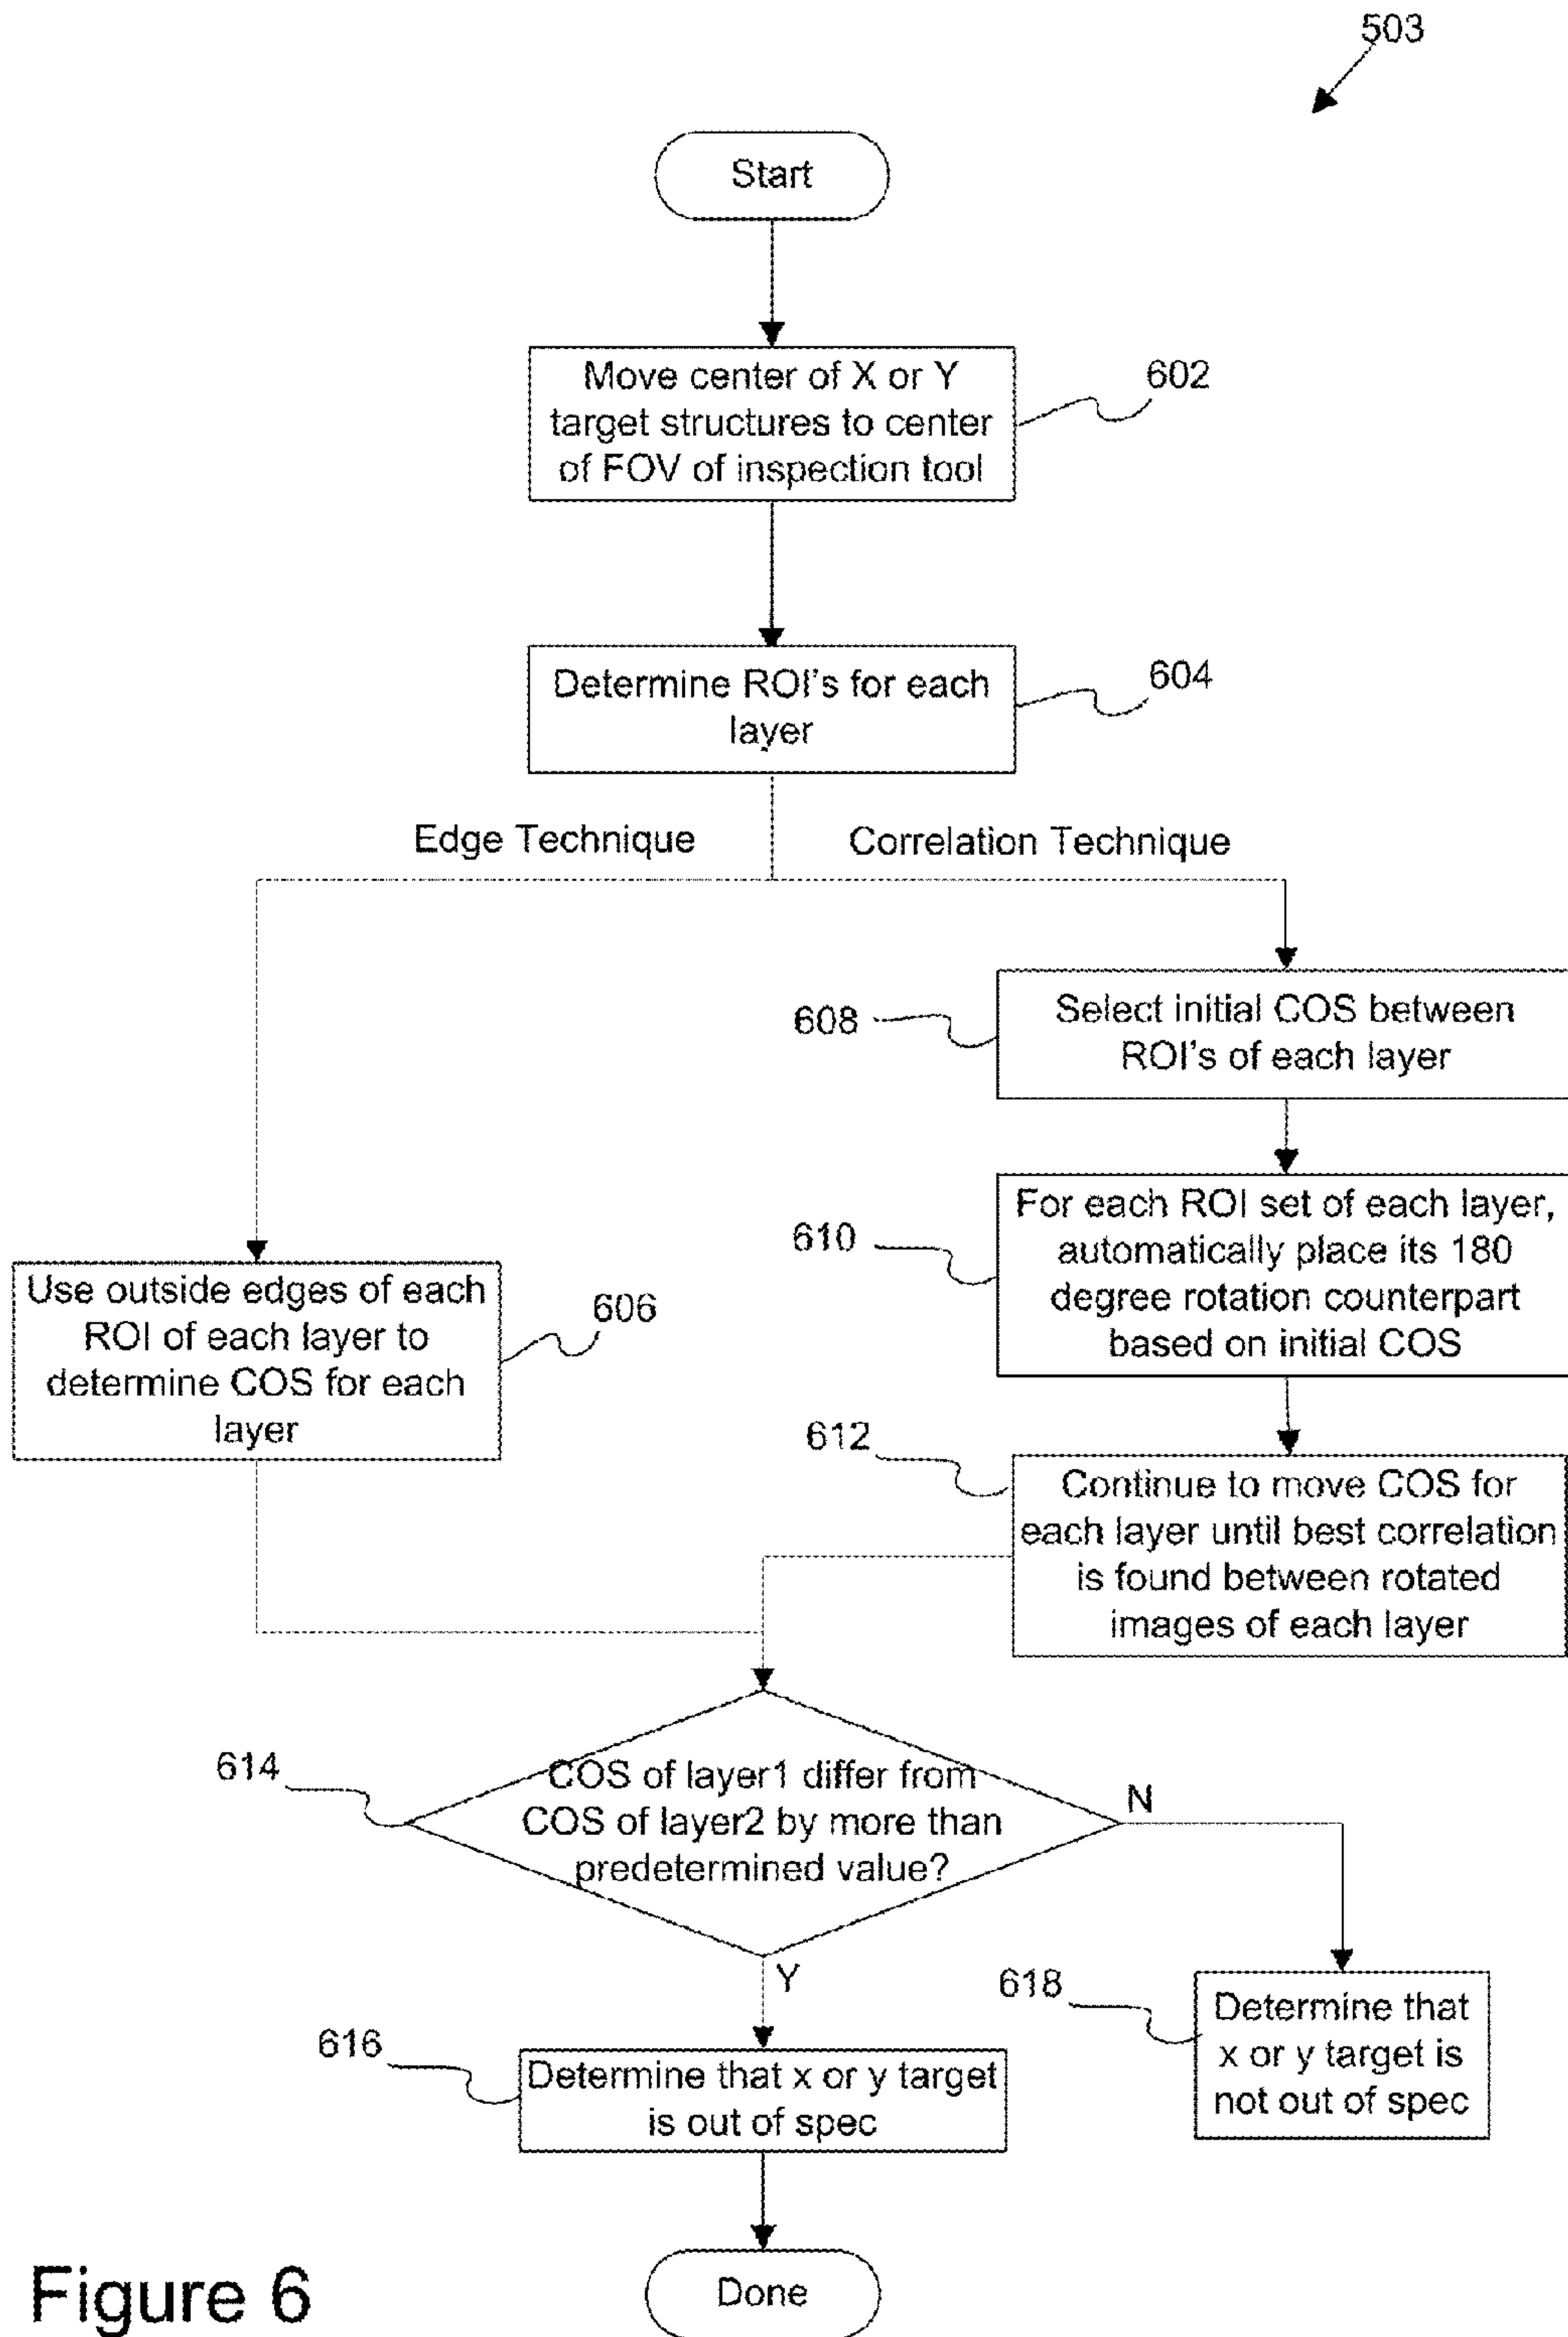 503
Start
Move center of X or Y
target structures to center
of FOV of inspection tool
602
Determine ROI's for each
layer
604
Edge Technique
Correlation Technique
608
Select initial COS between
ROI's of each layer
610
For each ROI set of each layer,
automatically place its 180
degree rotation counterpart
based on initial COS
Use outside edges of each
ROI of each layer to
determine COS for each
layer
606
612
Continue to move COS for
each layer until best correlation
is found between rotated
images of each layer
614
COS of layer1 differ from
COS of layer2 by more than
predetermined value?
N
Y
616
Determine that x or y target
is out of spec
618
Determine that
x or y target is
not out of spec
Done
Figure 6